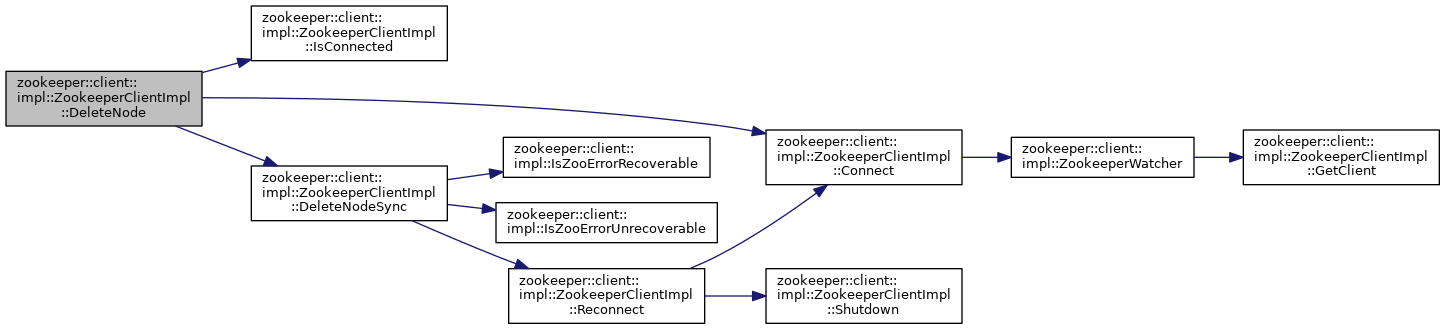 zookeeper::client::
impl::ZookeeperClientImpl
::DeleteNode
zookeeper::client::
impl::ZookeeperClientImpl
::IsConnected
zookeeper::client::
impl::ZookeeperClientImpl
::DeleteNodeSync
zookeeper::client::
impl::IsZooErrorRecoverable
zookeeper::client::
impl::IsZooErrorUnrecoverable
zookeeper::client::
impl::ZookeeperClientImpl
::Reconnect
zookeeper::client::
impl::ZookeeperClientImpl
::Connect
zookeeper::client::
impl::ZookeeperClientImpl
::Shutdown
zookeeper::client::
impl::ZookeeperWatcher
zookeeper::client::
impl::ZookeeperClientImpl
::GetClient